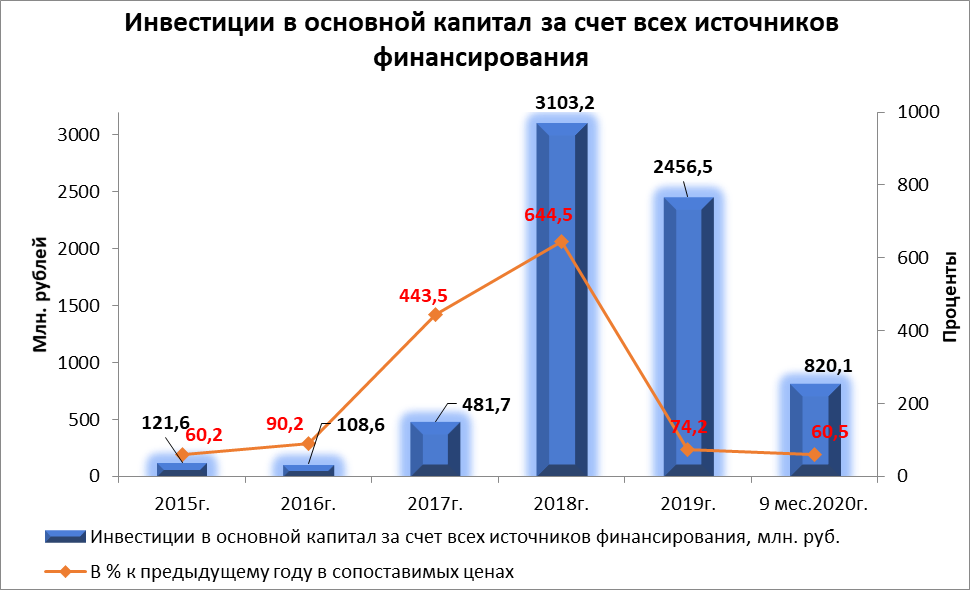 Инвестиции в основной капитал за счет всех источников
финансирования
Млн. рублей
3000
2500
2000
1500
1000
500
0
1000
800
600
400
200
0
Проценты
121,6
60,2
90,2
108,6
443,5
481,7
3103,2
644,5
2456,5
74,2
820,1
60,5
2015г.
2016г.
2017г.
2018г.
2019г.
9 мес.2020г.
Инвестиции в основной капитал за счет всех источников финансирования, млн. руб.
В % к предыдущему году в сопоставимых ценах